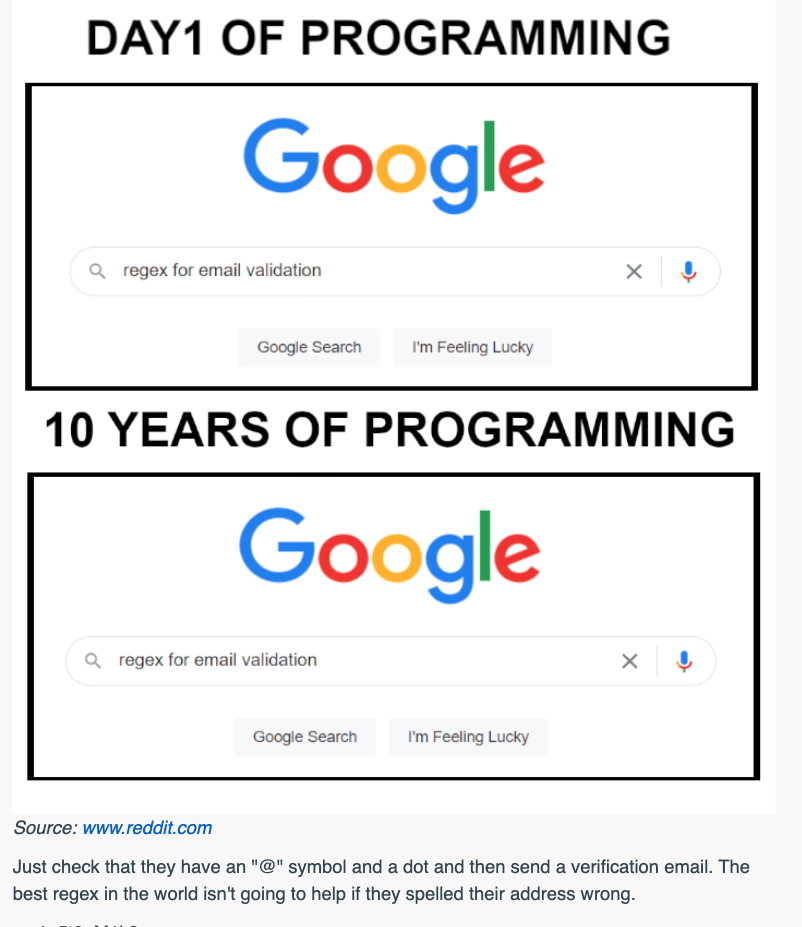 DAY1 OF PROGRAMMING
Google
regex for email validation
Google Search I'm Feeling Lucky
10 YEARS OF PROGRAMMING
Google
regex for email validation
Google Search I'm Feeling Lucky
Source: www.reddit.com
Just check that they have an "@" symbol and a dot and then send a verification email. The
best regex in the world isn't going to help if they spelled their address wrong.